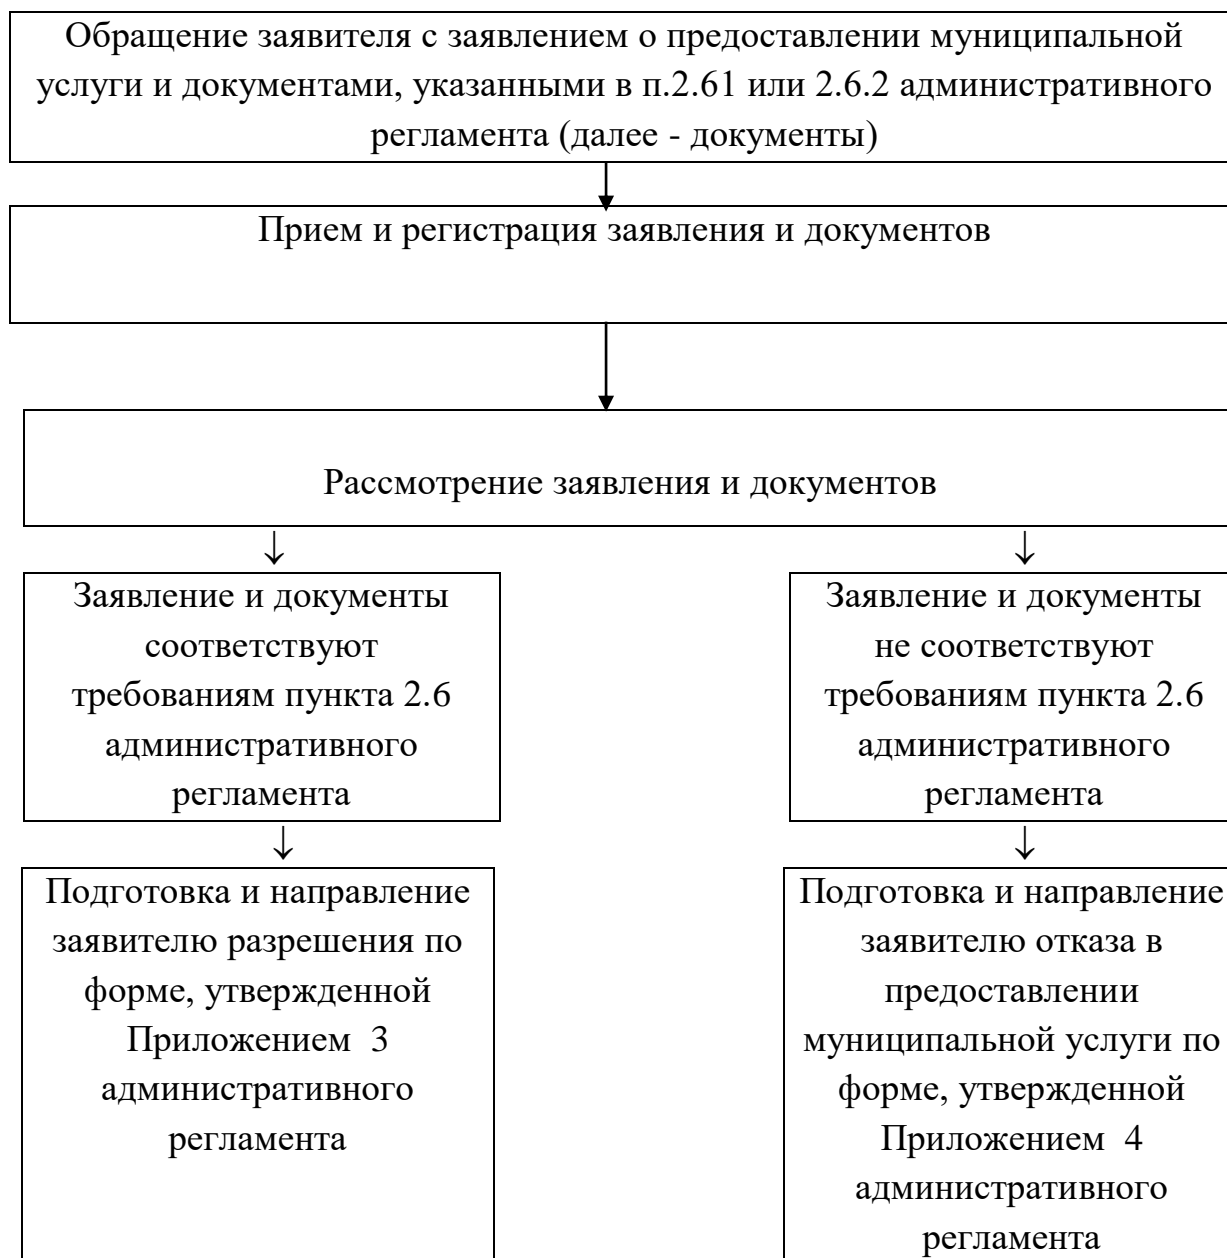 Обращение заявителя с заявлением о предоставлении муниципальной
услуги и документами, указанными в п.2.61 или 2.6.2 административного
регламента (далее - документы)
Прием и регистрация заявления и документов
Рассмотрение заявления и документов
Заявление и документы
соответствуют
требованиям пункта 2.6
административного
регламента
Заявление и документы
не соответствуют
требованиям пункта 2.6
административного
регламента
Подготовка и направление
заявителю разрешения по
форме, утвержденной
Приложением 3
административного
регламента
Подготовка и направление
заявителю отказа в
предоставлении
муниципальной услуги по
форме, утвержденной
Приложением 4
административного
регламента